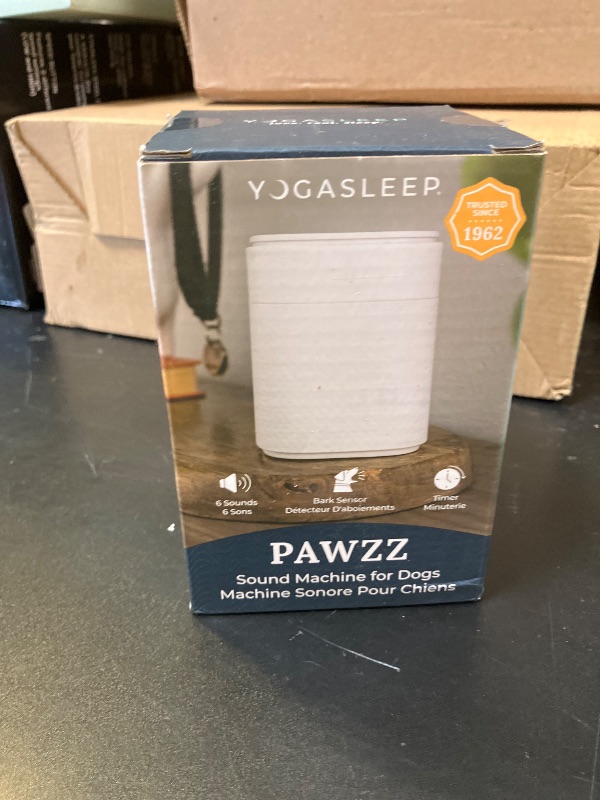 YOGASLEEP
YOGASLEEP.
TRUSTED
SINCE
1962
6 Sounds
6 Sons
Bark Sensor
Détecteur D'aboiements
Timer
Minuterie
PAWZZ
Sound Machine for Dogs
Machine Sonore Pour Chiens